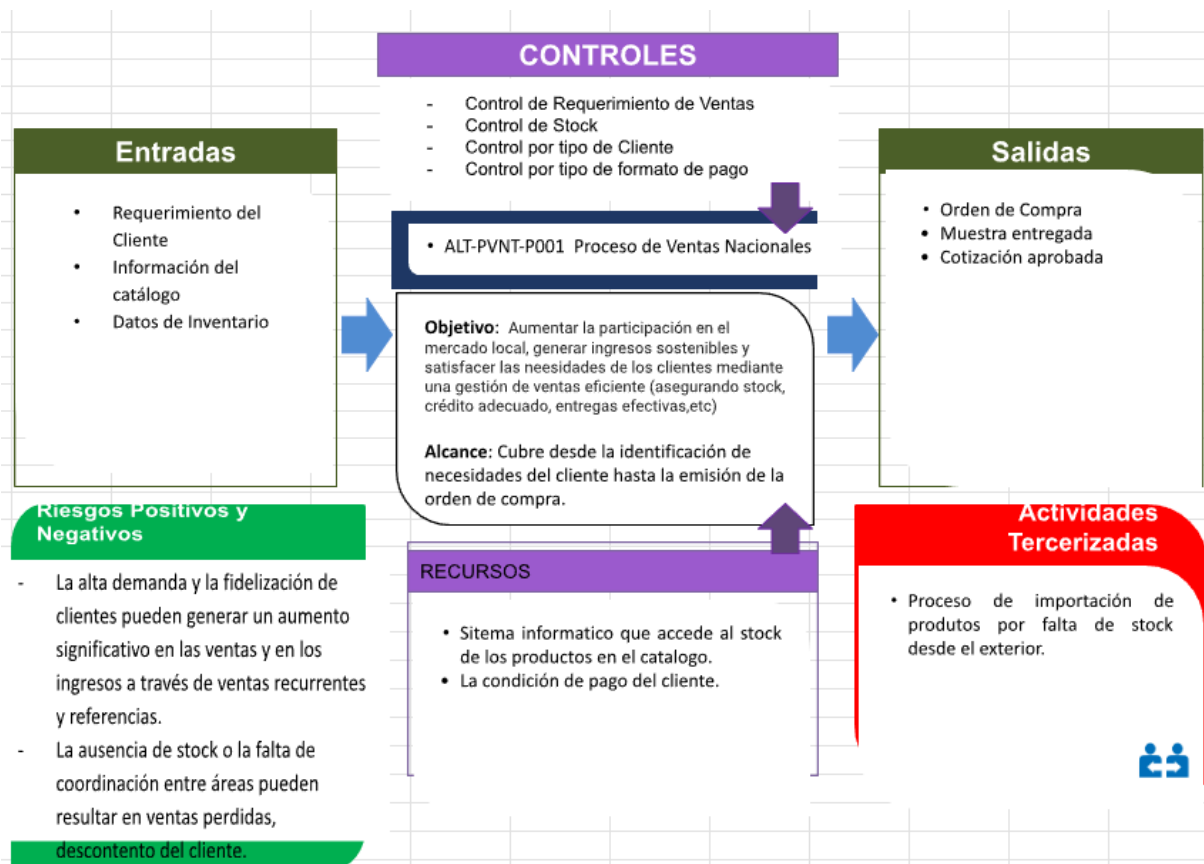 CONTROLES
- Control de Requerimiento de Ventas
- Control de Stock
- Control por tipo de Cliente
- Control por tipo de formato de pago
Entradas
• Requerimiento del
Cliente
• Información del
catálogo
• Datos de Inventario
• ALT-PVNT-P001 Proceso de Ventas Nacionales
Objetivo: Aumentar la participación en el
mercado local, generar ingresos sostenibles y
satisfacer las neesidades de los clientes mediante
una gestión de ventas eficiente (asegurando stock,
crédito adecuado, entregas efectivas,etc)
Alcance: Cubre desde la identificación de
necesidades del cliente hasta la emisión de la
orden de compra.
Salidas
• Orden de Compra
• Muestra entregada
• Cotización aprobada
Riesgos Positivos y
Negativos
- La alta demanda y la fidelización de
clientes pueden generar un aumento
significativo en las ventas y en los
ingresos a través de ventas recurrentes
y referencias.
- La ausencia de stock o la falta de
coordinación entre áreas pueden
resultar en ventas perdidas,
descontento del cliente.
RECURSOS
• Sitema informatico que accede al stock
de los productos en el catalogo.
• La condición de pago del cliente.
Actividades
Tercerizadas
• Proceso de importación de
produtos por falta de stock
desde el exterior.